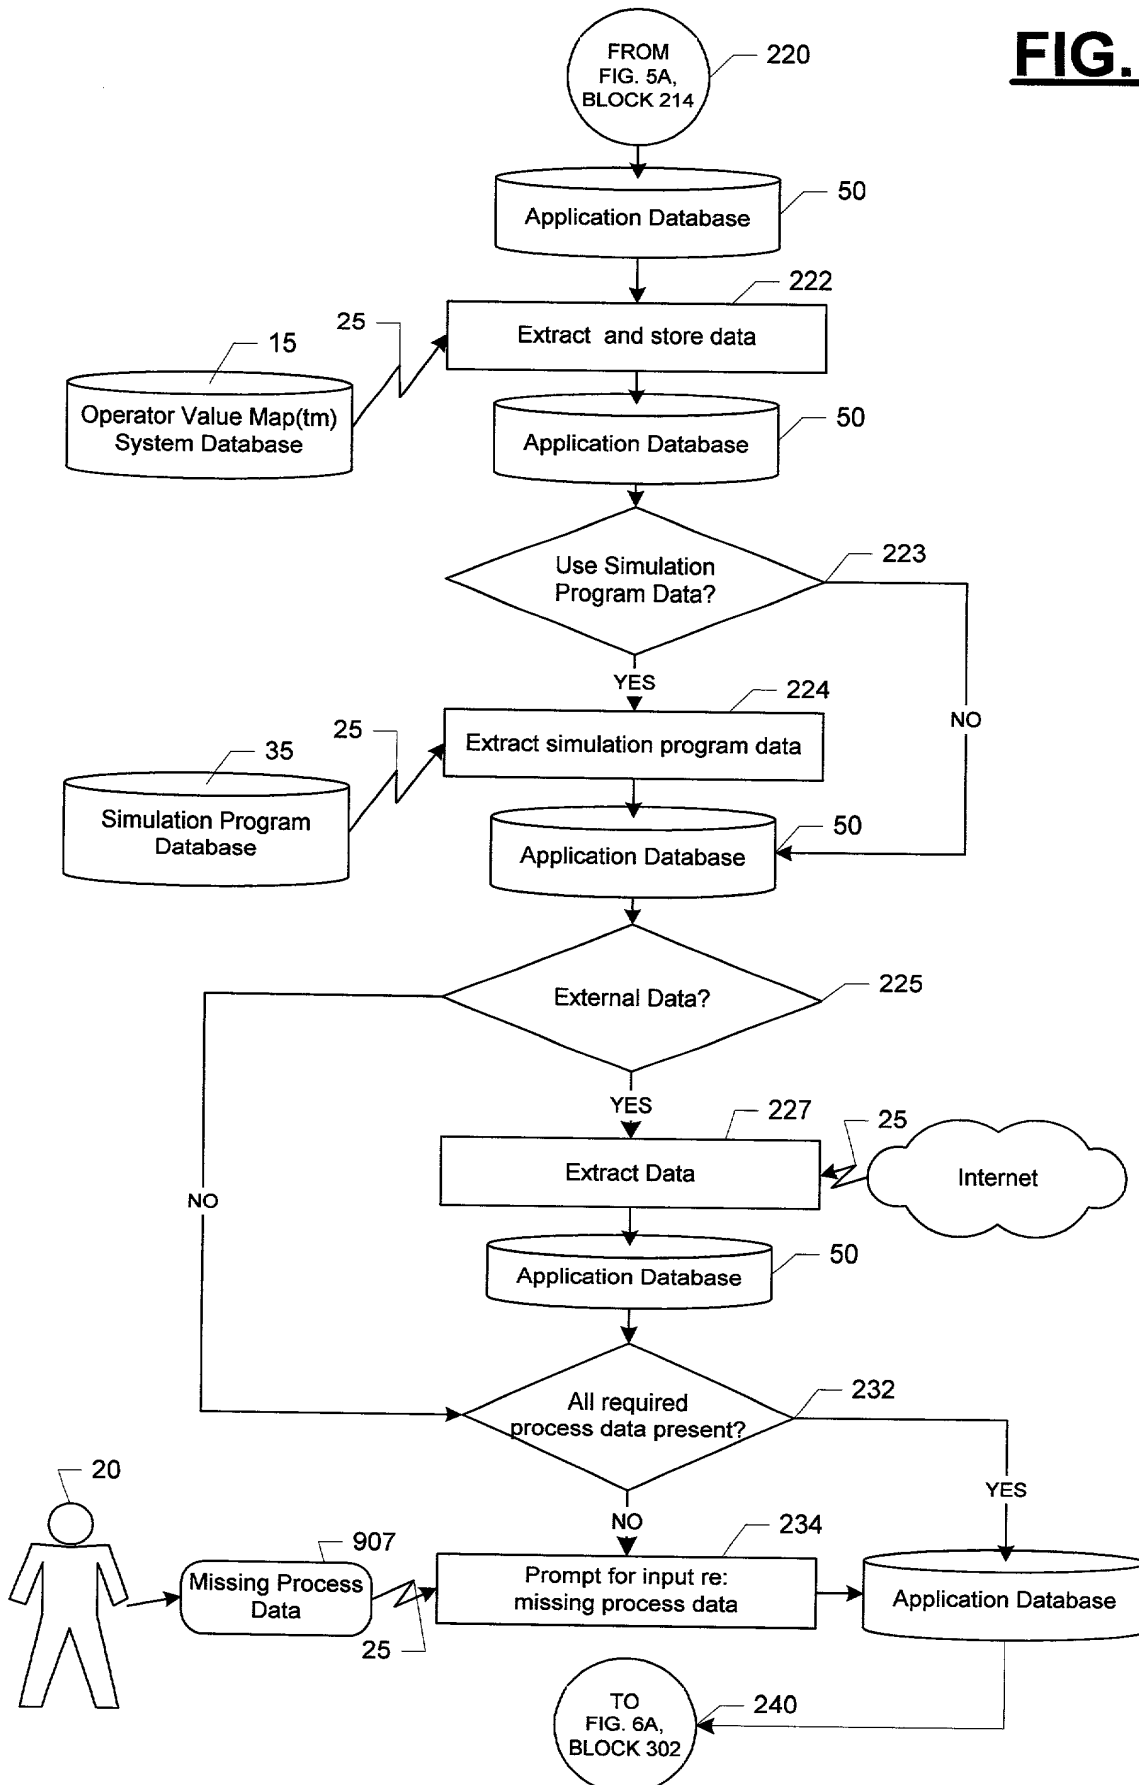 FROM
FIG. 5A,
BLOCK 214
220
FIG.
Application Database
50
Extract and store data
222
25
15
Operator Value Map(tm)
System Database
Application Database
50
Use Simulation
Program Data?
223
YES
NO
224
Extract simulation program data
25
35
Simulation Program
Database
Application Database
50
External Data?
225
YES
NO
227
Extract Data
25
Internet
Application Database
50
All required
process data present?
232
YES
NO
20
907
Missing Process
Data
25
234
Prompt for input re:
missing process data
Application Database
TO
FIG. 6A,
BLOCK 302
240